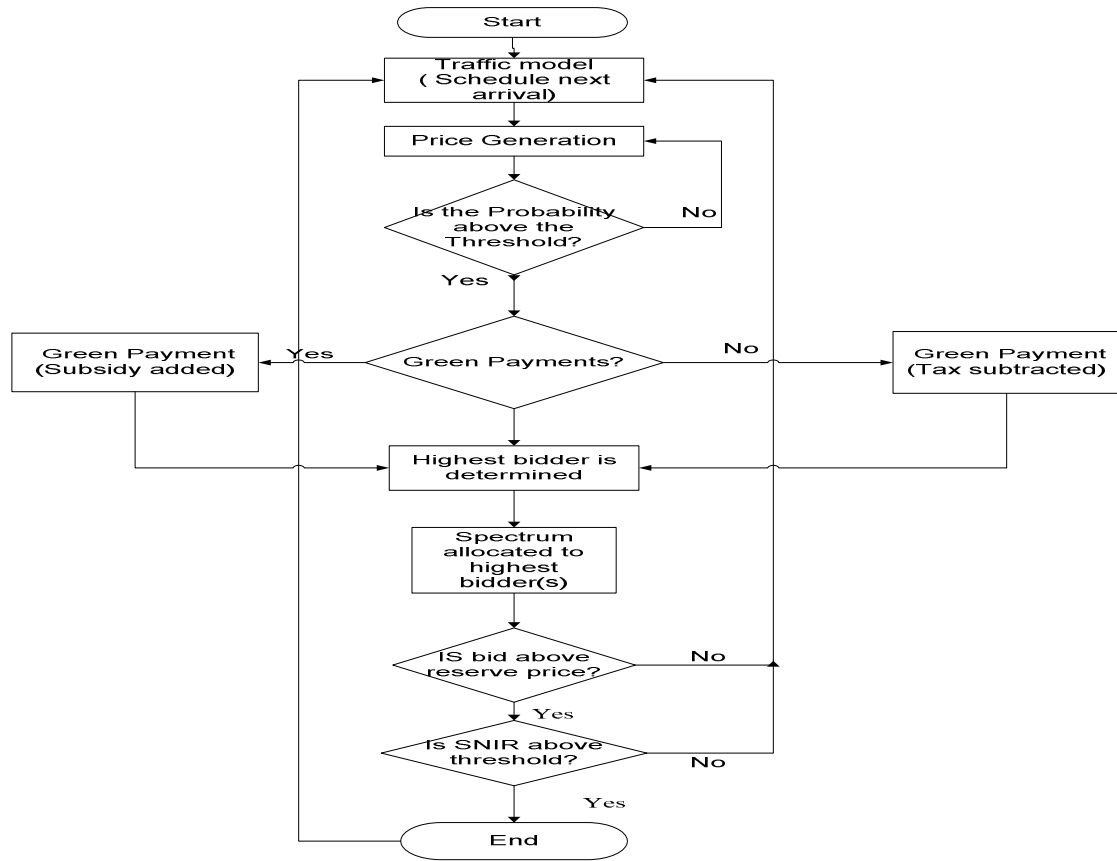 Start
Traffic model
( Schedule next
arrival)
Price Generation
Is the Probability
above the
Threshold?
No
Yes
Green Payment
(Subsidy added)
Yes
Green Payments?
No
Green Payment
(Tax subtracted)
Highest bidder is
determined
Spectrum
allocated to
highest
bidder(s)
IS bid above
reserve price?
No
Yes
Is SNIR above
threshold?
No
Yes
End